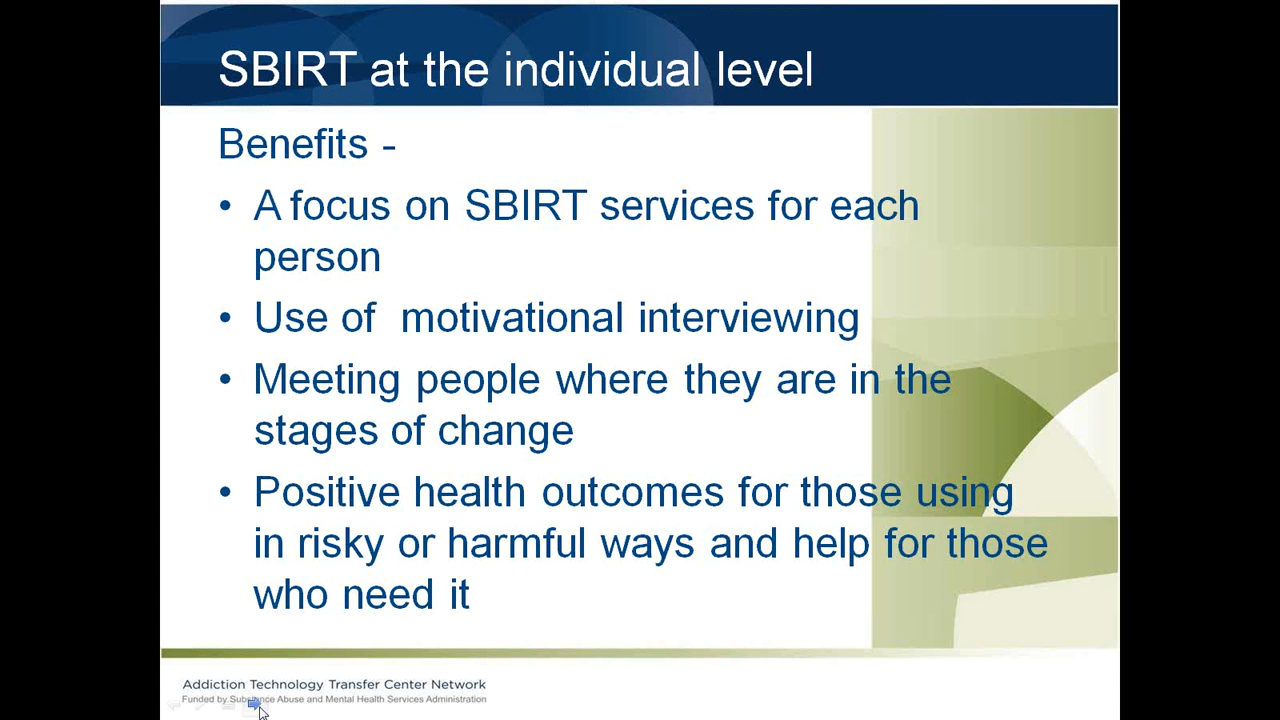 SBIRT at the individual level
Benefits -
• A focus on SBIRT services for each
person
• Use of  motivational interviewing
• Meeting people where they are in the
stages of change
• Positive health outcomes for those using
in risky or harmful ways and help for those
who need it
Addiction Technology Transfer Center Network
Funded by Substance Abuse and Mental Health Services Administration